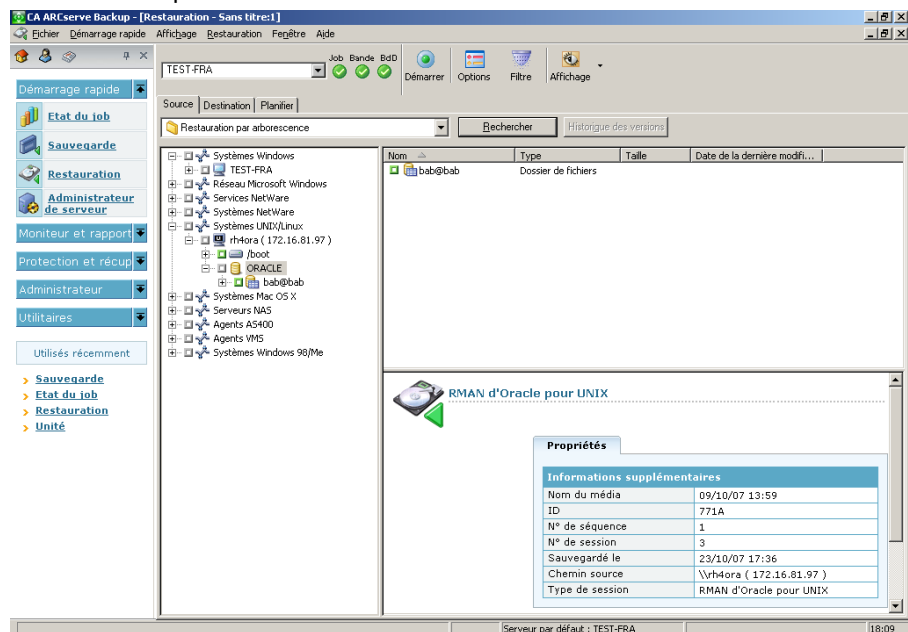 CA ARCserve Backup - [Restauration - Sans titre:1]
Eichier Démarrage rapide Affichage Restauration Fenêtre Aide
Job Bande BdD
TEST-FRA
Démarrer Options Filtre Affichage
Démarrage rapide
Etat du job
Sauvegarde
Restauration
Administrateur
de serveur
Moniteur et rapport
Protection et récup
Administrateur
Utilitaires
Utilisés récemment
Sauvegarde
Etat du job
Restauration
Unité
Source Destination Planifier
Restauration par arborescence
Rechercher
Historique des versions
Systèmes Windows
TEST-FRA
Réseau Microsoft Windows
Services NetWare
Systèmes NetWare
Systèmes UNIX/Linux
rh4ora ( 172.16.81.97 )
/boot
ORACLE
bab@bab
Systèmes Mac OS X
Serveurs NAS
Agents AS400
Agents VMS
Systèmes Windows 98/Me
Nom Type Taille Date de la dernière modifi...
bab@bab Dossier de fichiers
RMAN d'Oracle pour UNIX
Propriétés
Informations supplémentaires
Nom du média 09/10/07 13:59
ID 771A
N° de séquence 1
N° de session 3
Sauvegardé le 23/10/07 17:36
Chemin source \\rh4ora ( 172.16.81.97 )
Type de session RMAN d'Oracle pour UNIX
Serveur par défaut : TEST-FRA
18:09